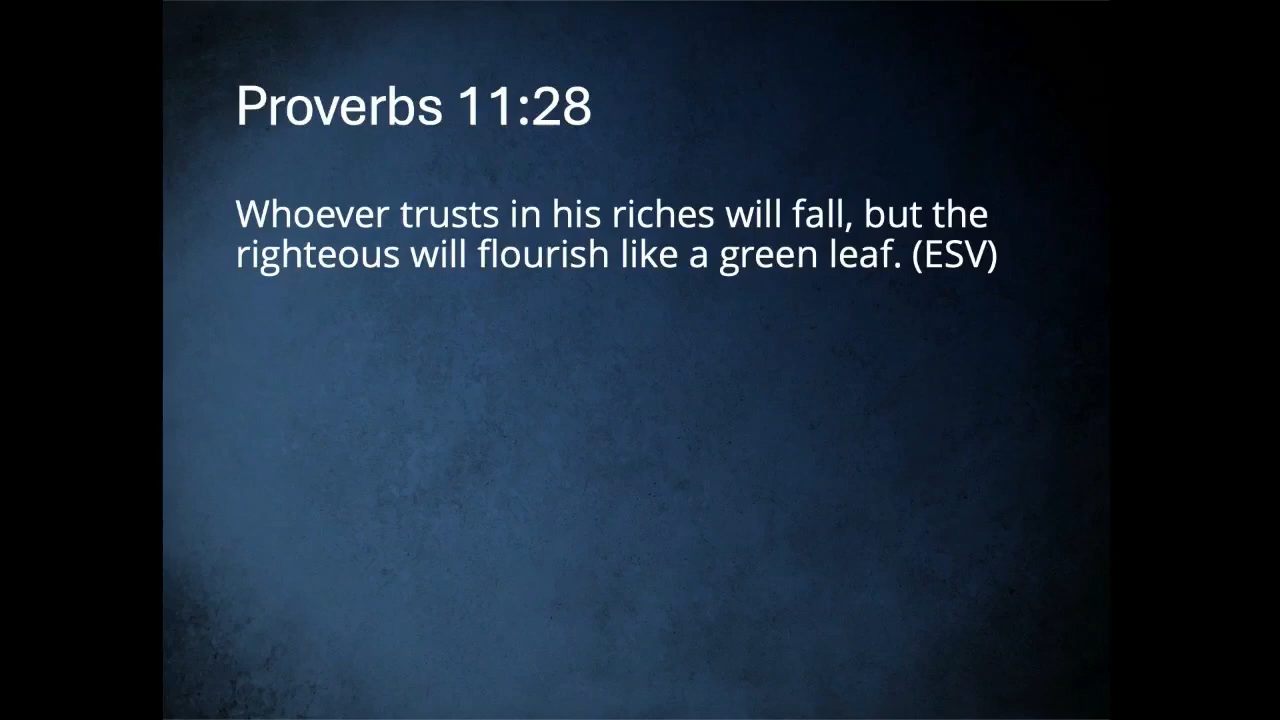 Proverbs 11:28
Whoever trusts in his riches will fall, but the
righteous will flourish like a green leaf. (ESV)